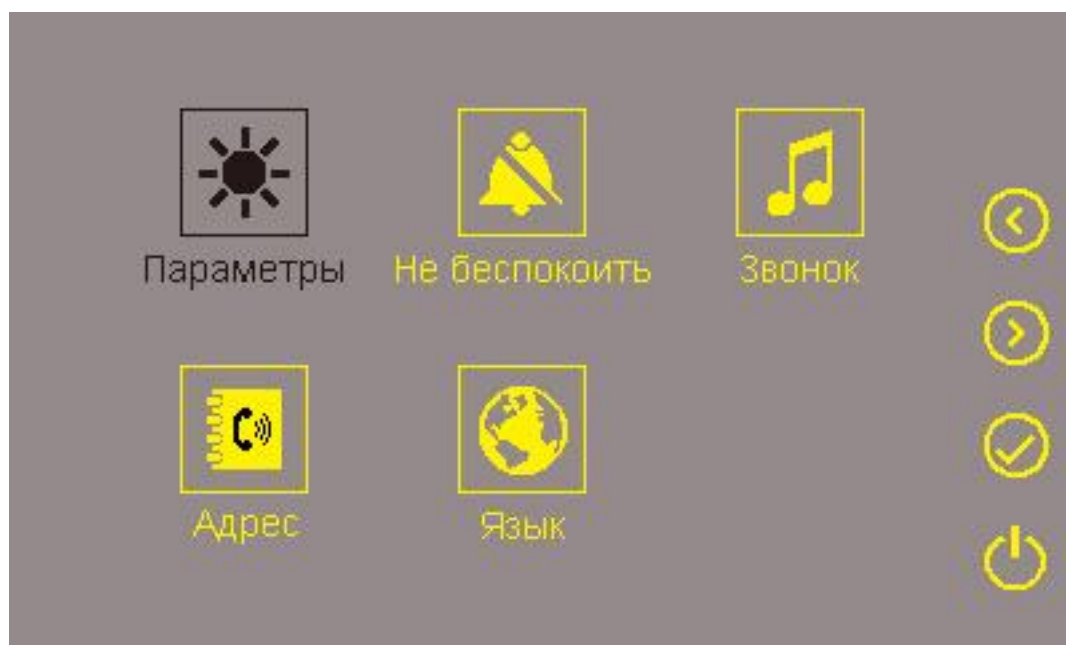 Параметры
Не беспокоить
Звонок
Адрес
Язык